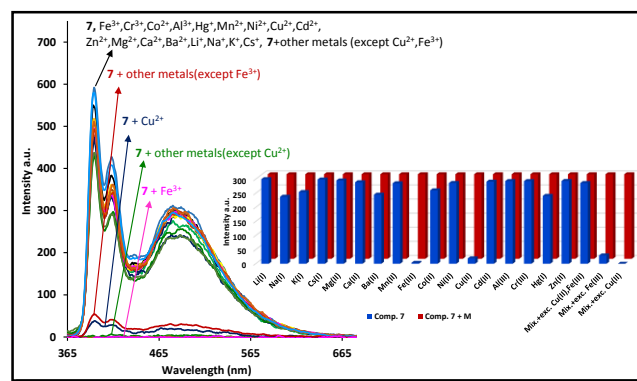 7, Fe³⁺,Cr³⁺,Co²⁺,Al³⁺,Hg⁺,Mn²⁺,Ni²⁺,Cu²⁺,Cd²⁺,
Zn²⁺,Mg²⁺,Ca²⁺,Ba²⁺,Li⁺,Na⁺,K⁺,Cs⁺, 7+other metals (except Cu²⁺,Fe³⁺)
7 + other metals(except Fe³⁺)
7 + Cu²⁺
7 + other metals(except Cu²⁺)
7 + Fe³⁺
Intensity a.u.
700
600
500
400
300
200
100
0
365
465
565
665
Wavelength (nm)
Intensity a.u.
300
250
200
150
100
50
0
Li(I)
Na(I)
K(I)
Cs(I)
Mg(II)
Ca(II)
Ba(II)
Mn(II)
Fe(III)
Co(II)
Ni(II)
Cu(II)
Cd(II)
Al(III)
Cr(III)
Hg(I)
Zn(II)
Mix.+exc. Cu(II),Fe(III)
Mix.+exc. Fe(III)
Mix.+exc. Cu(II)
Comp. 7
Comp. 7 + M